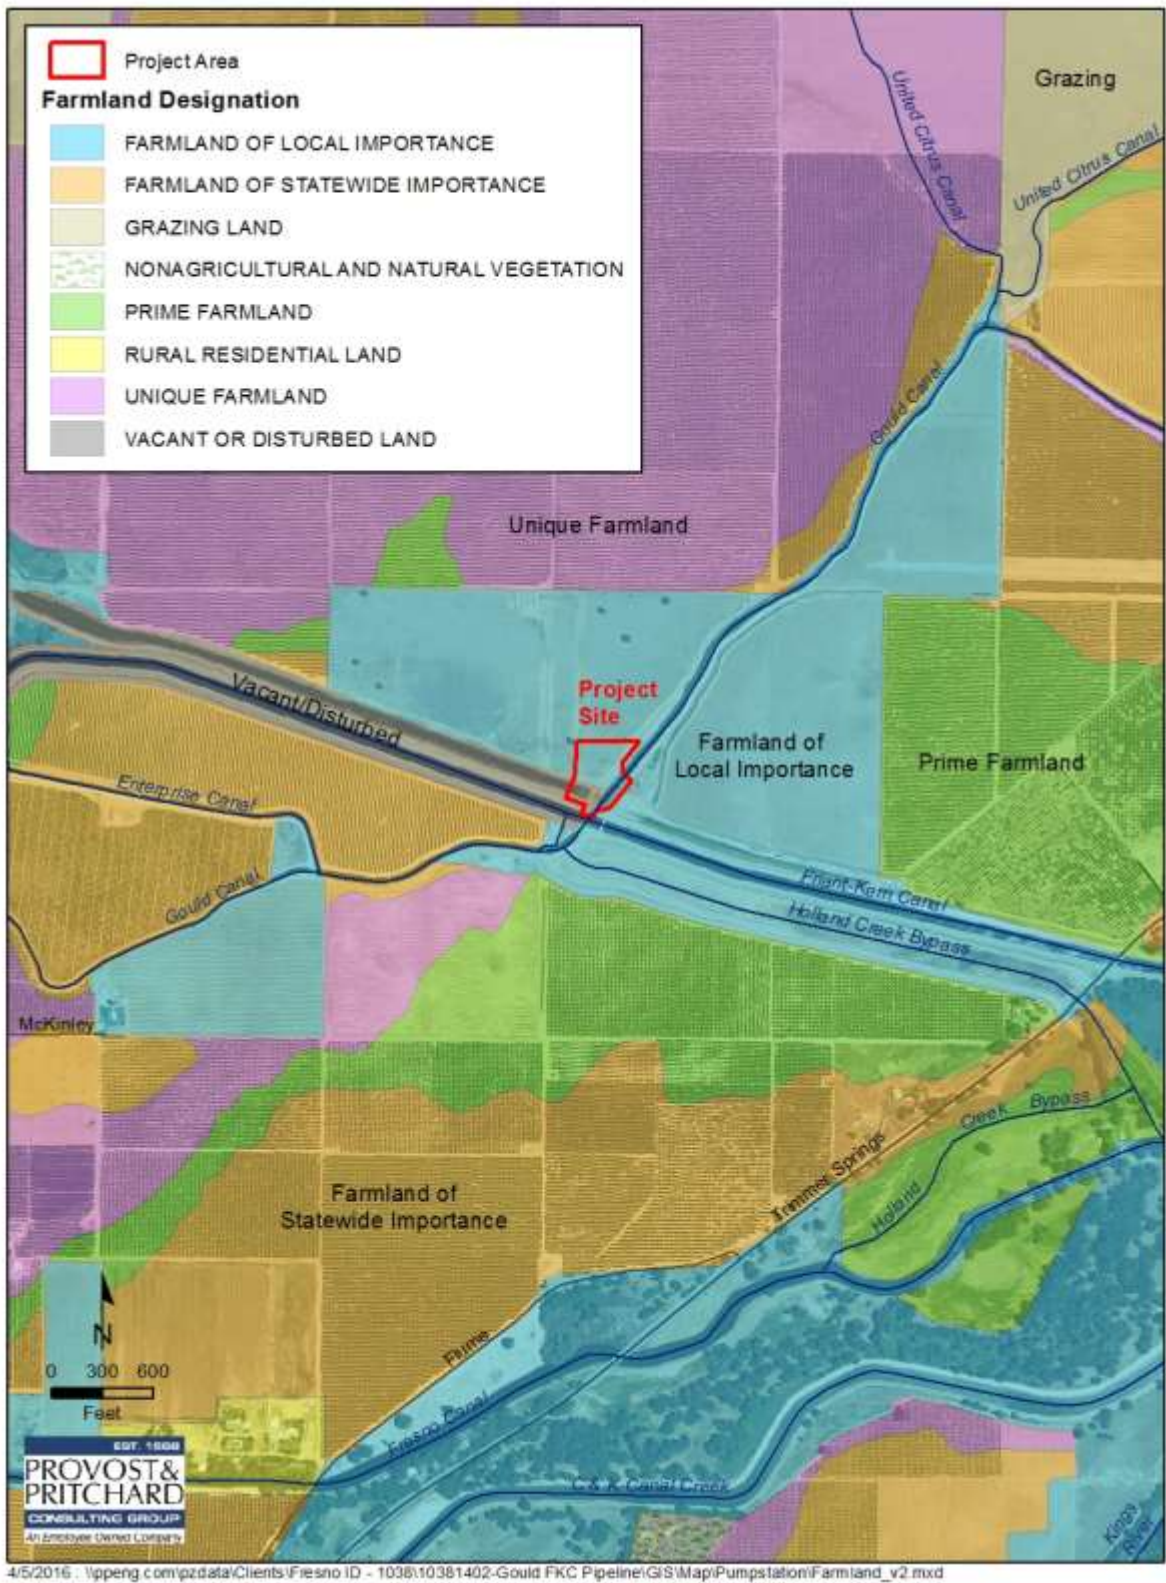 Project Area
Farmland Designation
FARMLAND OF LOCAL IMPORTANCE
FARMLAND OF STATEWIDE IMPORTANCE
GRAZING LAND
NONAGRICULTURAL AND NATURAL VEGETATION
PRIME FARMLAND
RURAL RESIDENTIAL LAND
UNIQUE FARMLAND
VACANT OR DISTURBED LAND
Grazing
United Citrus Canal
United Citrus Canal
Gould Canal
Unique Farmland
Vacant/Disturbed
Project
Site
Farmland of
Local Importance
Prime Farmland
Enterprise Canal
Gould Canal
Friant-Kern Canal
Holland Creek Bypass
McKinley
Holland Creek Bypass
Trimmer Springs
Farmland of
Statewide Importance
Flume
Fresno Canal
C & K Canal Creek
Kings
River
N
0 300 600
Feet
EST. 1968
PROVOST&
PRITCHARD
CONSULTING GROUP
An Employee Owned Company
4/5/2016 : \\ppeng.com\pzdata\Clients\Fresno ID - 1038\10381402-Gould FKC Pipeline\GIS\Map\Pumpstation\Farmland_v2.mxd